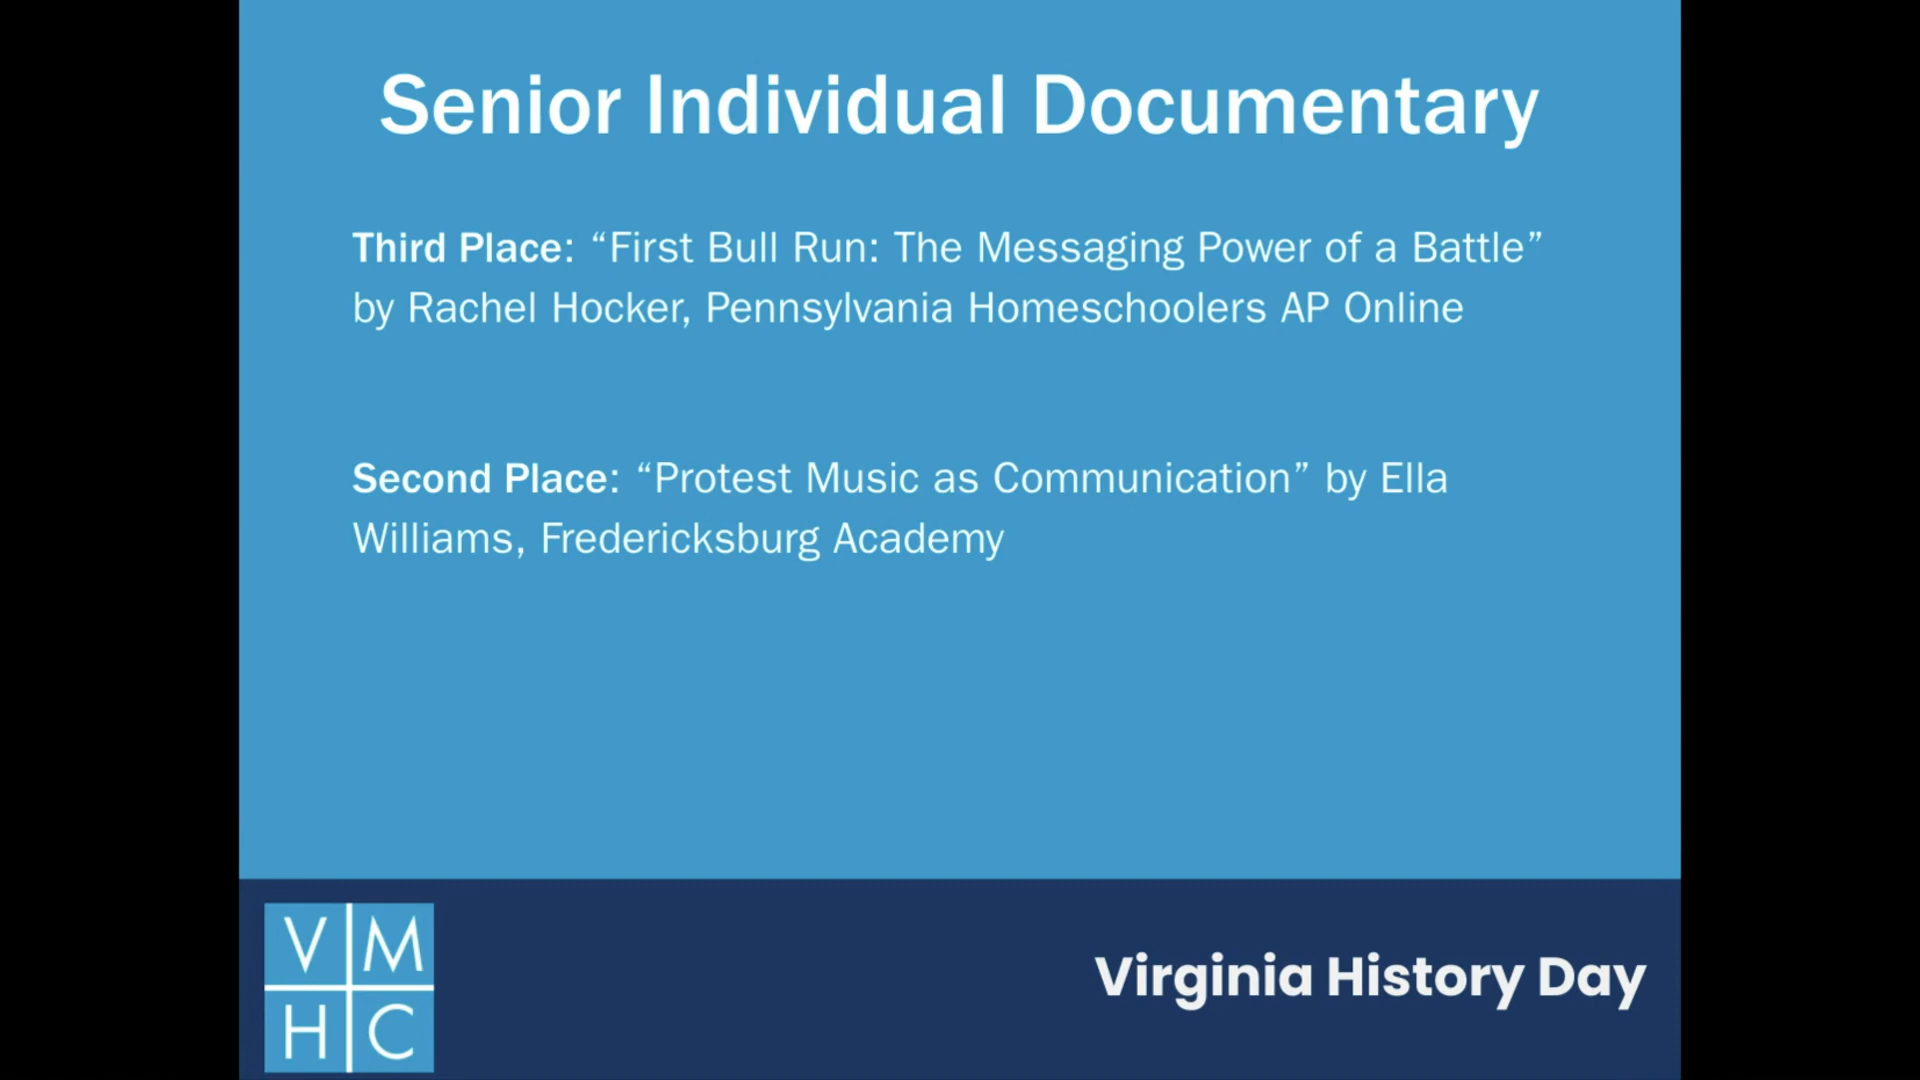 Senior Individual Documentary
Third Place: “First Bull Run: The Messaging Power of a Battle”
by Rachel Hocker, Pennsylvania Homeschoolers AP Online
Second Place: “Protest Music as Communication” by Ella
Williams, Fredericksburg Academy
V M
H C
Virginia History Day